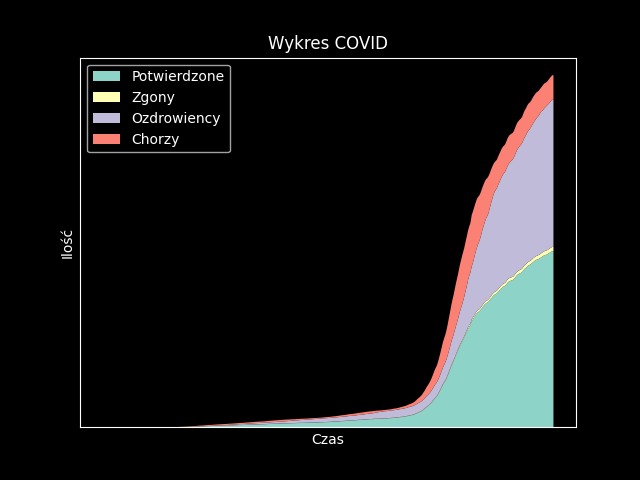 Wykres COVID
Potwierdzone
Zgony
Ozdrowiency
Chorzy
Ilość
Czas